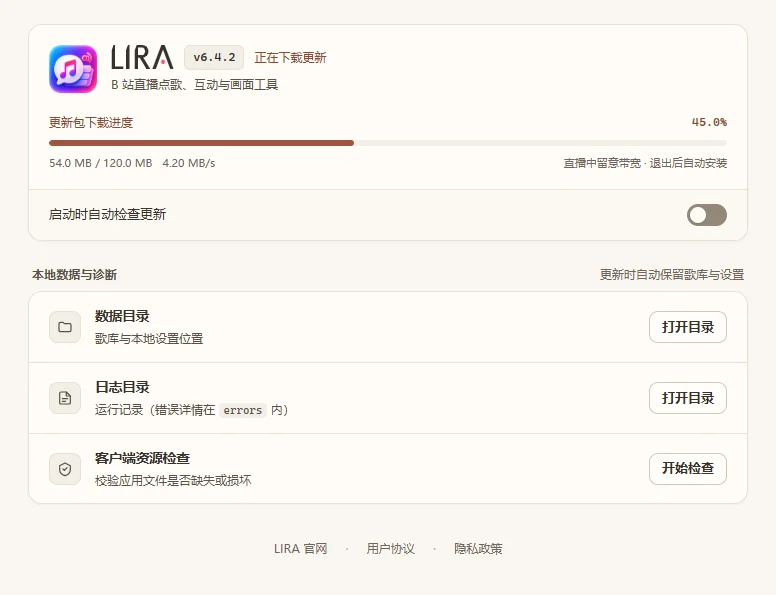 LIRA v6.4.2 正在下载更新
B 站直播点歌、互动与画面工具
更新包下载进度 45.0%
54.0 MB / 120.0 MB 4.20 MB/s 直播中留意带宽 · 退出后自动安装
启动时自动检查更新
本地数据与诊断 更新时自动保留歌库与设置
数据目录
歌库与本地设置位置
打开目录
日志目录
运行记录（错误详情在 errors 内）
打开目录
客户端资源检查
校验应用文件是否缺失或损坏
开始检查
LIRA 官网 · 用户协议 · 隐私政策